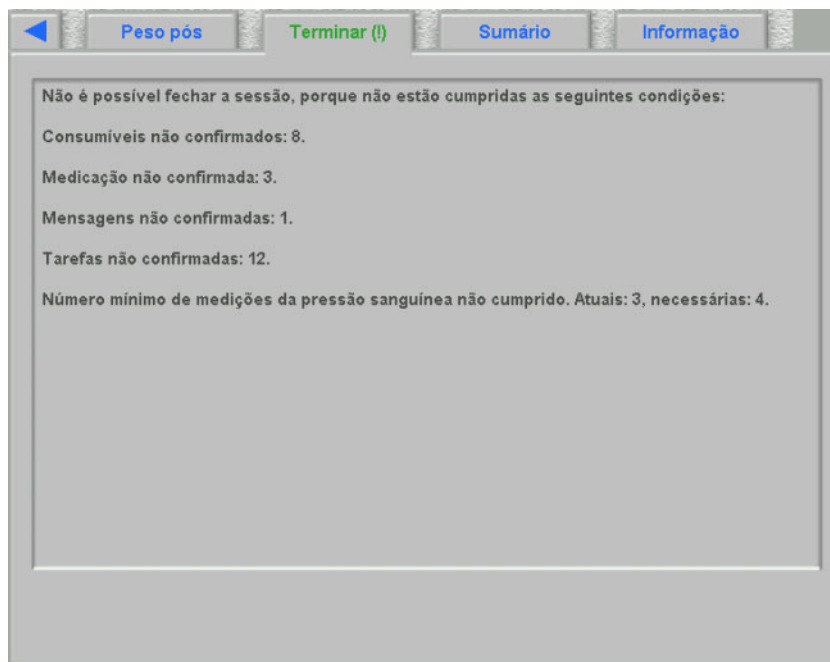 Peso pós
Terminar (!)
Sumário
Informação
Não é possível fechar a sessão, porque não estão cumpridas as seguintes condições:
Consumíveis não confirmados: 8.
Medicação não confirmada: 3.
Mensagens não confirmadas: 1.
Tarefas não confirmadas: 12.
Número mínimo de medições da pressão sanguínea não cumprido. Atuais: 3, necessárias: 4.